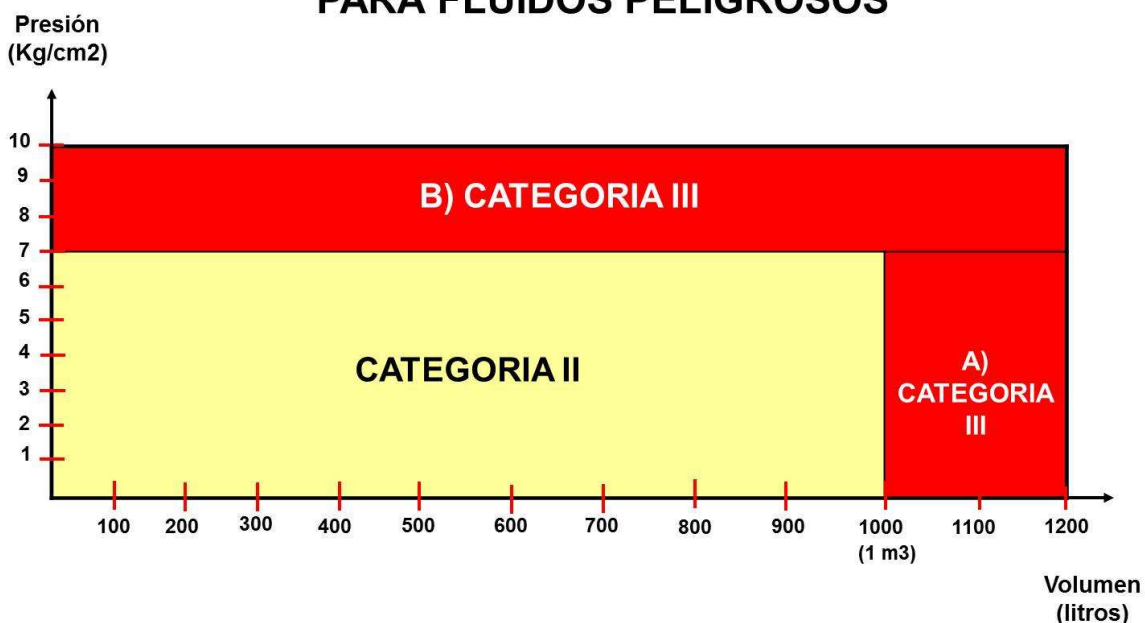 PARA FLUIDOS PELIGROSOS
Presión
(Kg/cm2)
10
9
8
7
6
5
4
3
2
1
B) CATEGORIA III
CATEGORIA II
A)
CATEGORIA
III
100 200 300 400 500 600 700 800 900 1000 1100 1200
(1 m3)
Volumen
(litros)